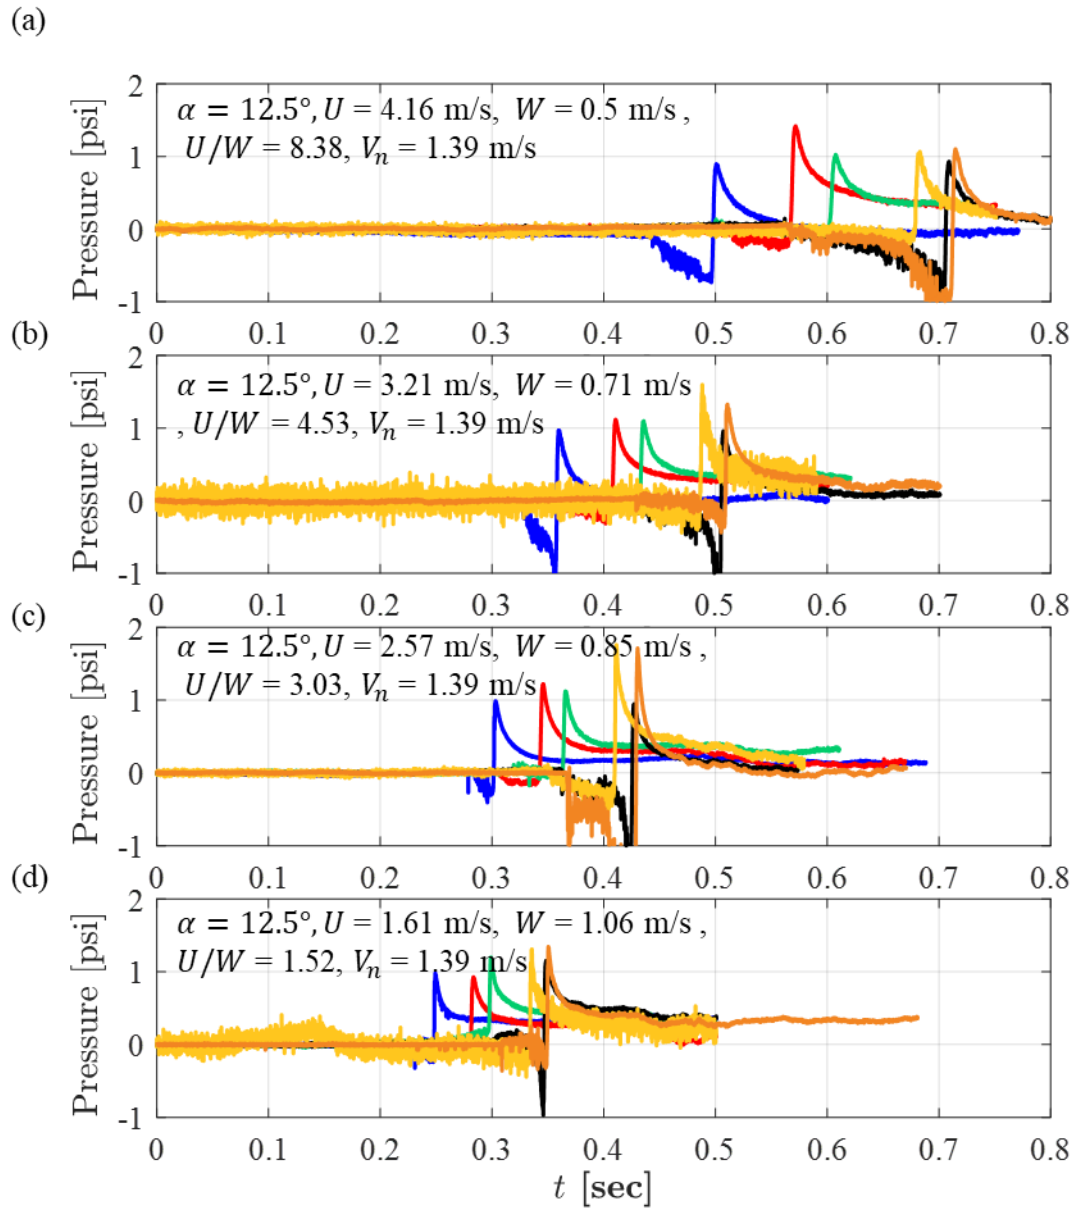 (a)
2
1
0
-1
Pressure [psi]
α = 12.5°, U = 4.16 m/s, W = 0.5 m/s ,
U/W = 8.38, Vn = 1.39 m/s
0 0.1 0.2 0.3 0.4 0.5 0.6 0.7 0.8
(b)
2
1
0
-1
Pressure [psi]
α = 12.5°, U = 3.21 m/s, W = 0.71 m/s
, U/W = 4.53, Vn = 1.39 m/s
0 0.1 0.2 0.3 0.4 0.5 0.6 0.7 0.8
(c)
2
1
0
-1
Pressure [psi]
α = 12.5°, U = 2.57 m/s, W = 0.85 m/s ,
U/W = 3.03, Vn = 1.39 m/s
0 0.1 0.2 0.3 0.4 0.5 0.6 0.7 0.8
(d)
2
1
0
-1
Pressure [psi]
α = 12.5°, U = 1.61 m/s, W = 1.06 m/s ,
U/W = 1.52, Vn = 1.39 m/s
0 0.1 0.2 0.3 0.4 0.5 0.6 0.7 0.8
t [sec]